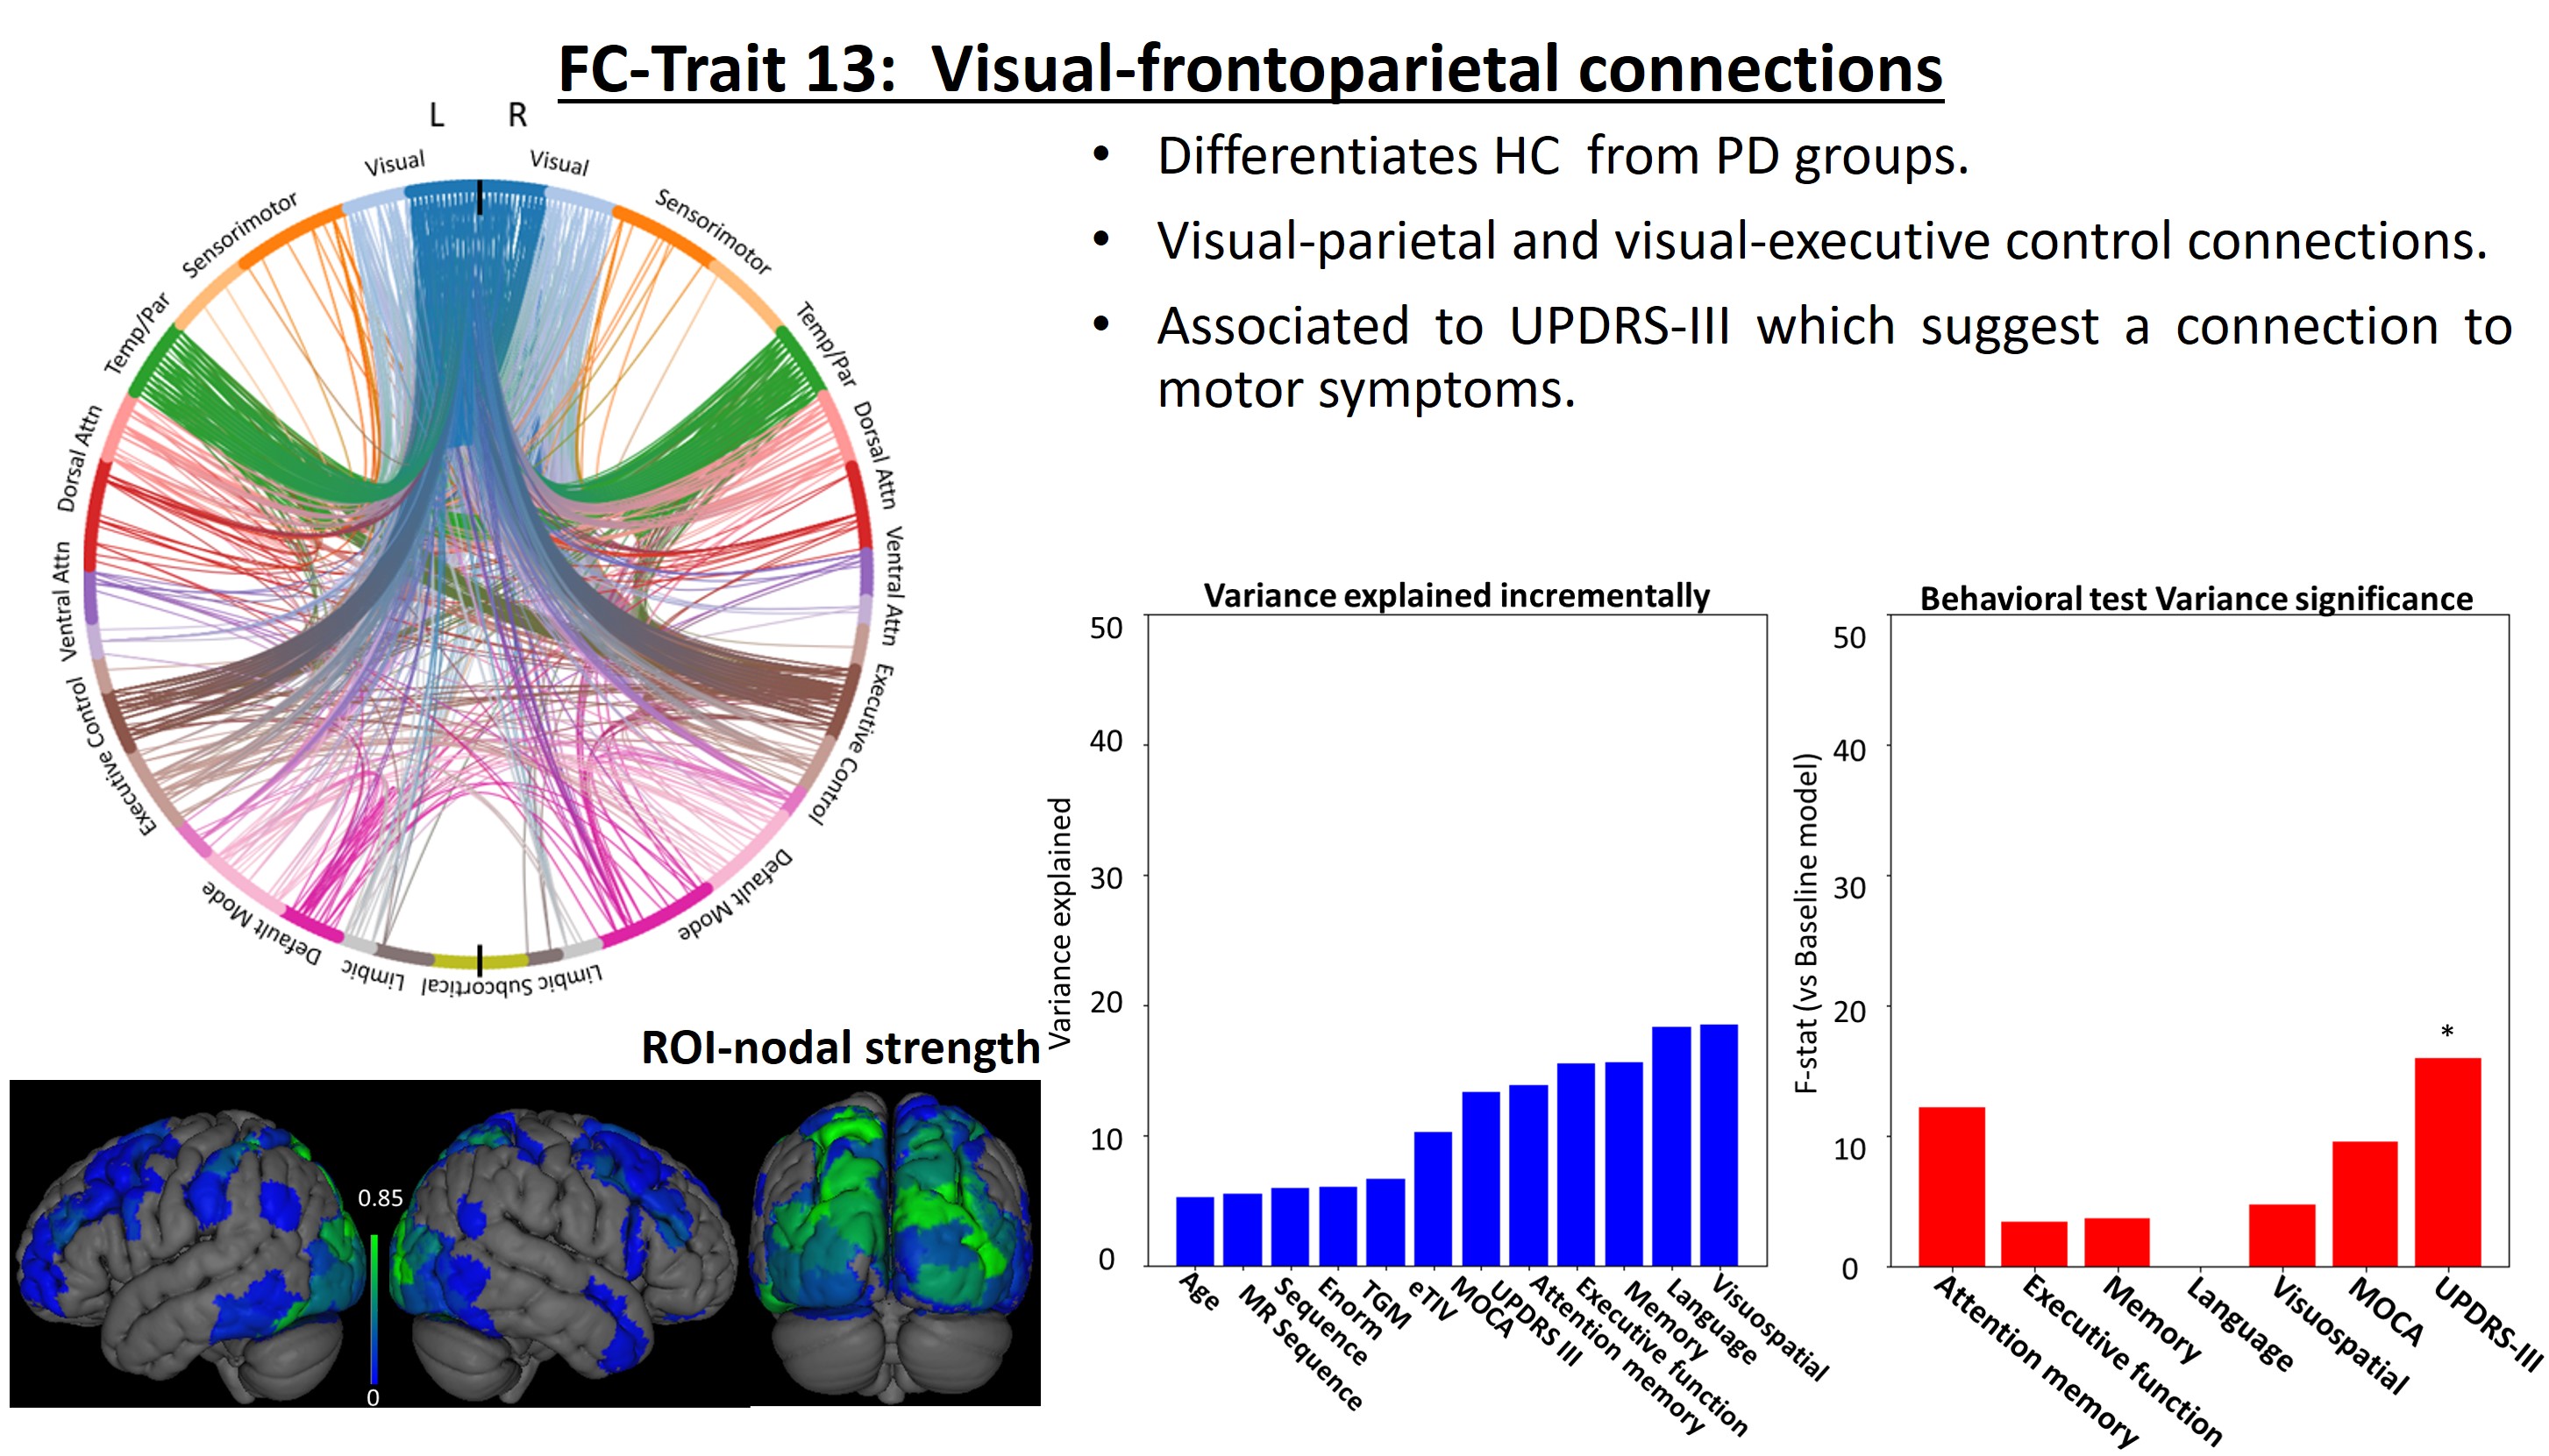 FC-Trait 13:  Visual-frontoparietal connections
L R
Visual Visual
Sensorimotor Sensorimotor
Temp/Par Temp/Par
Dorsal Attn Dorsal Attn
Ventral Attn Ventral Attn
Executive Control Executive Control
Default Mode Default Mode
Limbic Limbic Subcortical Limbic
• Differentiates HC  from PD groups.
• Visual-parietal and visual-executive control connections.
• Associated to UPDRS-III which suggest a connection to
motor symptoms.
ROI-nodal strength
0.85
0
Variance explained incrementally
Variance explained
50
40
30
20
10
0
Age
MR Sequence
Sequence
Enorm
TGM
eTIV
MOCA
UPDRS III
Attention memory
Executive function
Memory
Language
Visuospatial
Behavioral test Variance significance
F-stat (vs Baseline model)
50
40
30
20
10
0
*
Attention memory
Executive function
Memory
Language
Visuospatial
MOCA
UPDRS-III